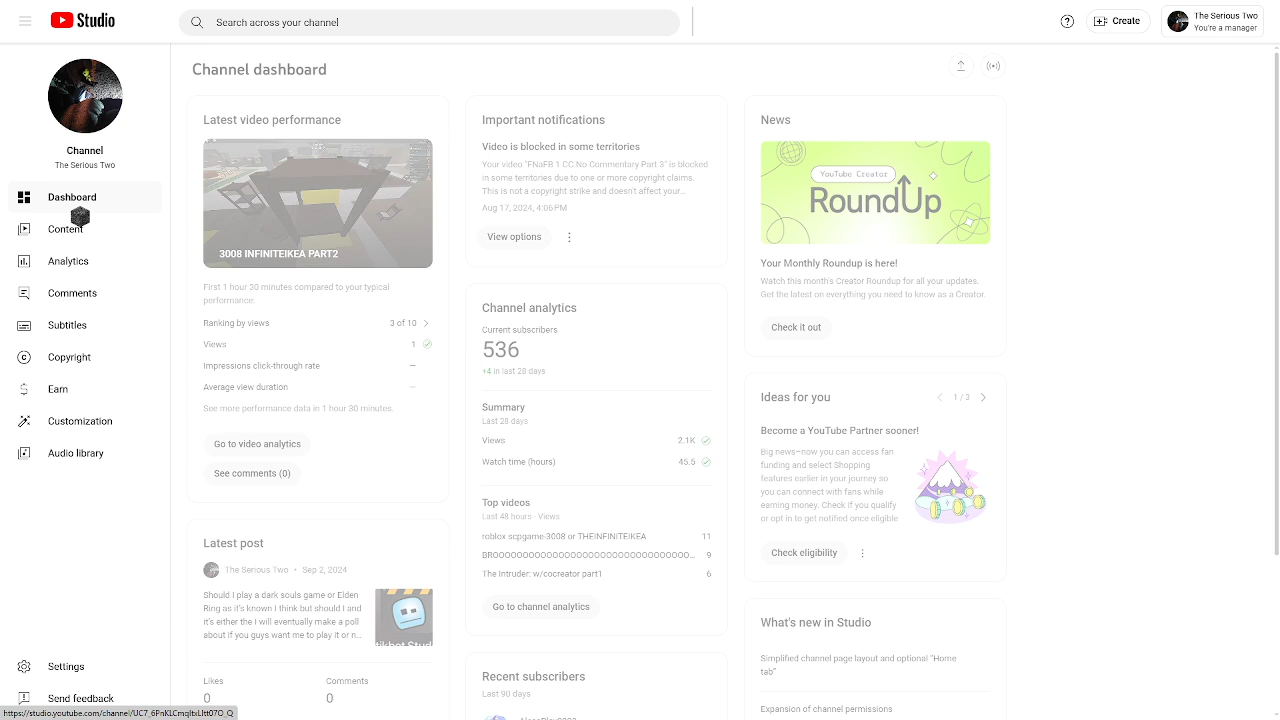 Studio
Search across your channel
Create
The Serious Two
You're a manager
Channel
The Serious Two
Dashboard
Content
Analytics
Comments
Subtitles
Copyright
Earn
Customization
Audio library
Settings
Send feedback
Channel dashboard
Latest video performance
3008 INFINITEIKEA PART2
First 1 hour 30 minutes compared to your typical
performance:
Ranking by views 3 of 10
Views 1
Impressions click-through rate —
Average view duration —
See more performance data in 1 hour 30 minutes.
Go to video analytics
See comments (0)
Latest post
The Serious Two • Sep 2, 2024
Should I play a dark souls game or Elden
Ring as it's known I think but should I and
it's either the I will eventually make a poll
about if you guys want me to play it or n...
Likes Comments
0 0
Important notifications
Video is blocked in some territories
Your video "FNaFB 1 CC.No Commentary Part 3" is blocked
in some territories due to one or more copyright claims.
This is not a copyright strike and doesn't affect your...
Aug 17, 2024, 4:06 PM
View options
Channel analytics
Current subscribers
536
+4 in last 28 days
Summary
Last 28 days
Views 2.1K
Watch time (hours) 45.5
Top videos
Last 48 hours · Views
roblox scpgame-3008 or THEINFINITEIKEA 11
9
The Intruder: w/cocreator part1 6
Go to channel analytics
Recent subscribers
Last 90 days
News
YouTube Creator
RoundUp
Your Monthly Roundup is here!
Watch this month's Creator Roundup for all your updates.
Get the latest on everything you need to know as a Creator.
Check it out
Ideas for you 1 / 3
Become a YouTube Partner sooner!
Big news–now you can access fan
funding and select Shopping
features earlier in your journey so
you can connect with fans while
earning money. Check if you qualify
or opt in to get notified once eligible
Check eligibility
What's new in Studio
Simplified channel page layout and optional "Home
tab"
Expansion of channel permissions